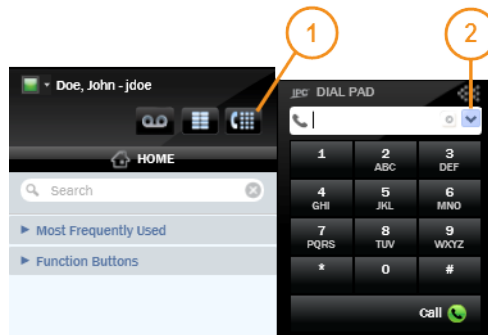 1
2
Doe, John - jdoe
HOME
Search
Most Frequently Used
Function Buttons
IPC DIAL PAD
1
2
ABC
3
DEF
4
GHI
5
JKL
6
MNO
7
PQRS
8
TUV
9
WXYZ
*
0
#
Call